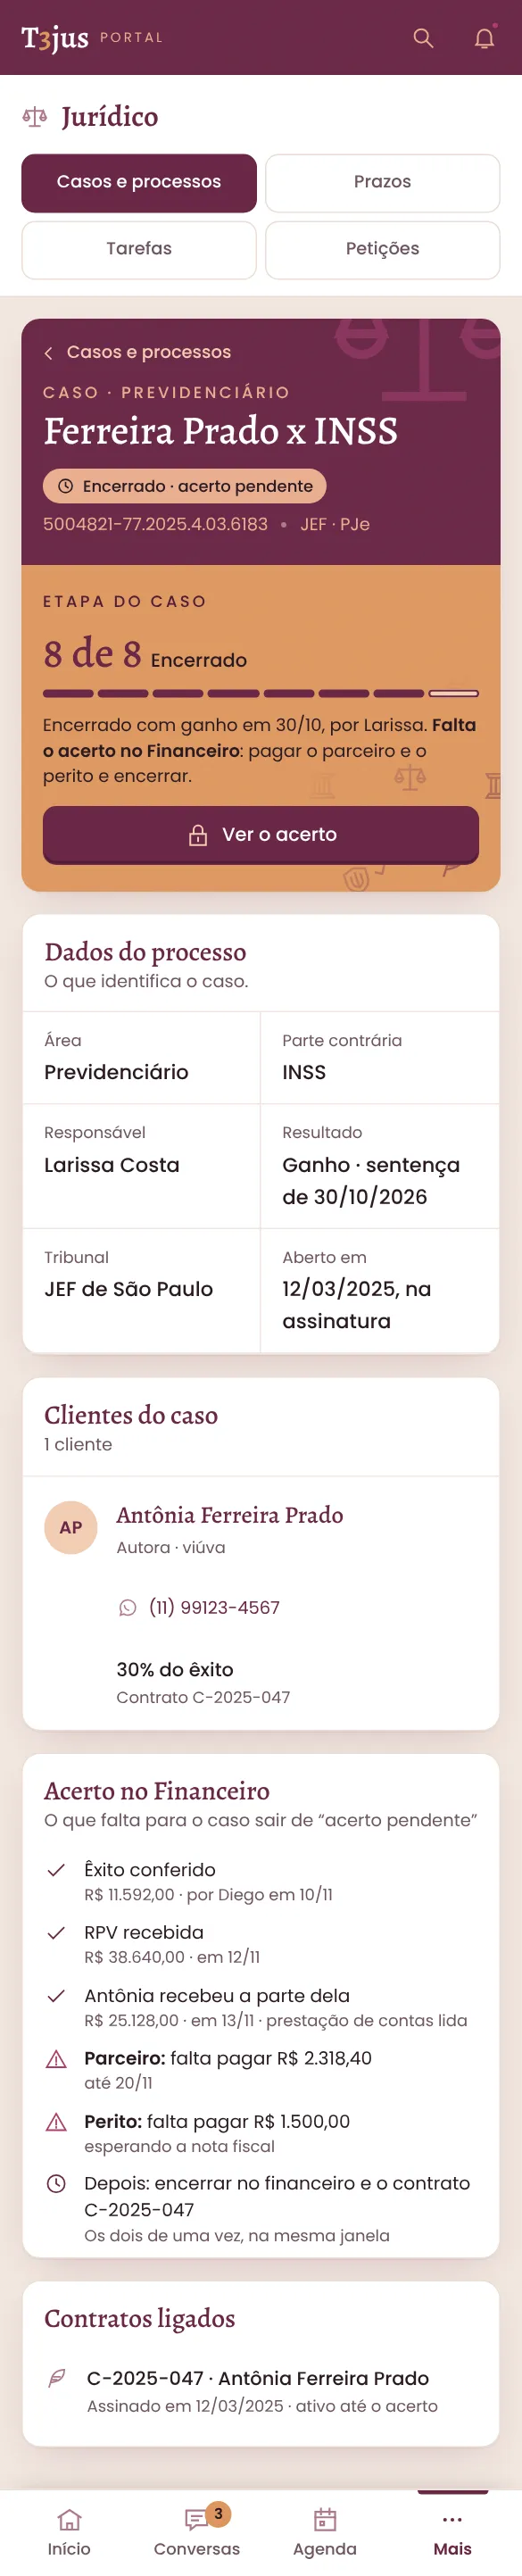 T3jus PORTAL
Jurídico
Casos e processos
Prazos
Tarefas
Petições
Casos e processos
CASO · PREVIDENCIÁRIO
Ferreira Prado x INSS
Encerrado · acerto pendente
5004821-77.2025.4.03.6183 • JEF · PJe
ETAPA DO CASO
8 de 8 Encerrado
Encerrado com ganho em 30/10, por Larissa. Falta
o acerto no Financeiro: pagar o parceiro e o
perito e encerrar.
Ver o acerto
Dados do processo
O que identifica o caso.
Área
Previdenciário
Parte contrária
INSS
Responsável
Larissa Costa
Resultado
Ganho · sentença
de 30/10/2026
Tribunal
JEF de São Paulo
Aberto em
12/03/2025, na
assinatura
Clientes do caso
1 cliente
AP
Antônia Ferreira Prado
Autora · viúva
(11) 99123-4567
30% do êxito
Contrato C-2025-047
Acerto no Financeiro
O que falta para o caso sair de “acerto pendente”
Êxito conferido
R$ 11.592,00 · por Diego em 10/11
RPV recebida
R$ 38.640,00 · em 12/11
Antônia recebeu a parte dela
R$ 25.128,00 · em 13/11 · prestação de contas lida
Parceiro: falta pagar R$ 2.318,40
até 20/11
Perito: falta pagar R$ 1.500,00
esperando a nota fiscal
Depois: encerrar no financeiro e o contrato
C-2025-047
Os dois de uma vez, na mesma janela
Contratos ligados
C-2025-047 · Antônia Ferreira Prado
Assinado em 12/03/2025 · ativo até o acerto
Início
3
Conversas
Agenda
Mais